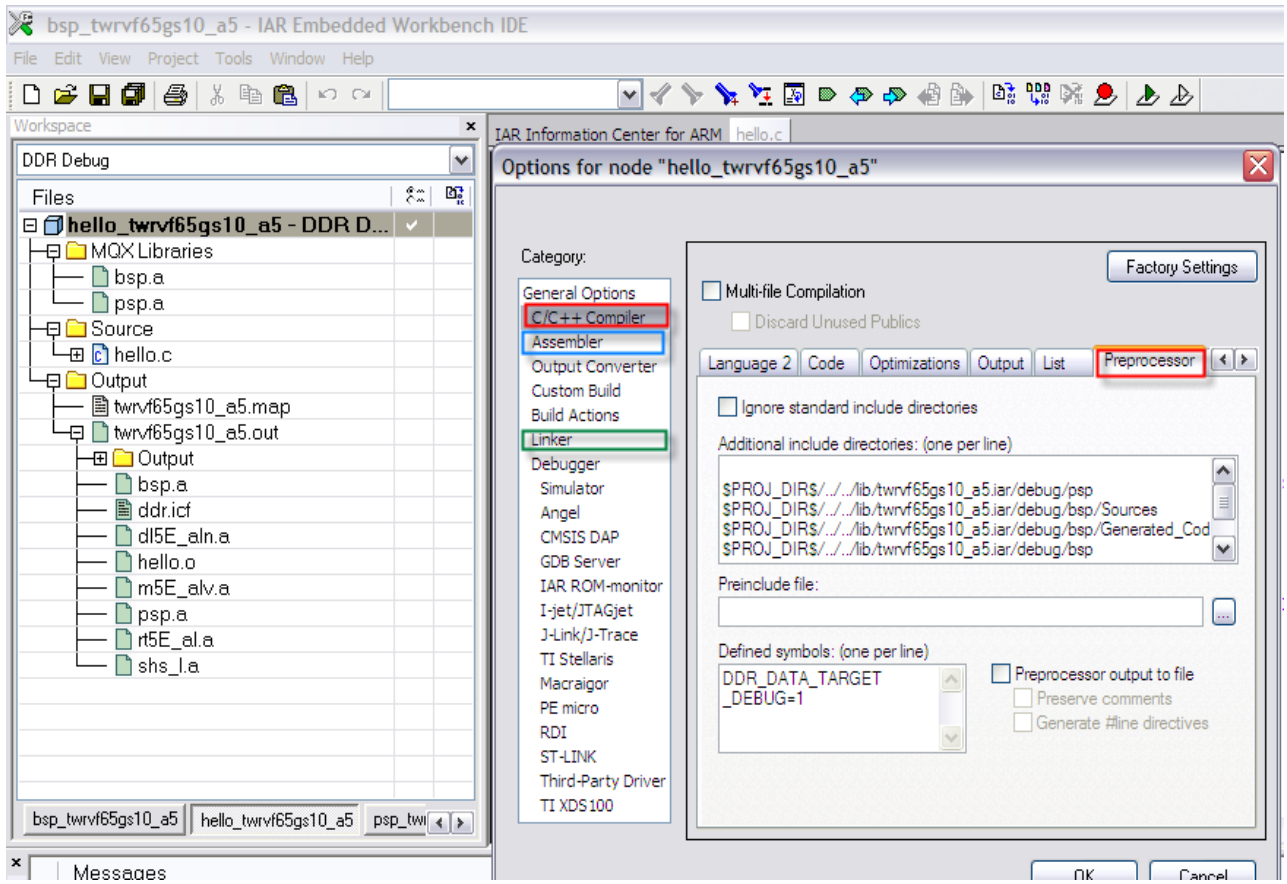 bsp_twrvf65gs10_a5 - IAR Embedded Workbench IDE
File Edit View Project Tools Window Help
Workspace
IAR Information Center for ARM hello.c
DDR Debug
Files
hello_twrvf65gs10_a5 - DDR D...
MQX Libraries
bsp.a
psp.a
Source
hello.c
Output
twrvf65gs10_a5.map
twrvf65gs10_a5.out
Output
bsp.a
ddr.icf
dl5E_aln.a
hello.o
m5E_alv.a
psp.a
rt5E_al.a
shs_l.a
bsp_twrvf65gs10_a5 hello_twrvf65gs10_a5 psp_twr
Messages
Options for node "hello_twrvf65gs10_a5"
Category:
General Options
C/C++ Compiler
Assembler
Output Converter
Custom Build
Build Actions
Linker
Debugger
Simulator
Angel
CMSIS DAP
GDB Server
IAR ROM-monitor
I-jet/JTAGjet
J-Link/J-Trace
TI Stellaris
Macraigor
PE micro
RDI
ST-LINK
Third-Party Driver
TI XDS100
Factory Settings
Multi-file Compilation
Discard Unused Publics
Language 2 Code Optimizations Output List Preprocessor
Ignore standard include directories
Additional include directories: (one per line)
$PROJ_DIR$/../../lib/twrvf65gs10_a5.iar/debug/psp
$PROJ_DIR$/../../lib/twrvf65gs10_a5.iar/debug/bsp/Sources
$PROJ_DIR$/../../lib/twrvf65gs10_a5.iar/debug/bsp/Generated_Cod
$PROJ_DIR$/../../lib/twrvf65gs10_a5.iar/debug/bsp
Preinclude file:
...
Defined symbols: (one per line)
DDR_DATA_TARGET
_DEBUG=1
Preprocessor output to file
Preserve comments
Generate #line directives
OK Cancel